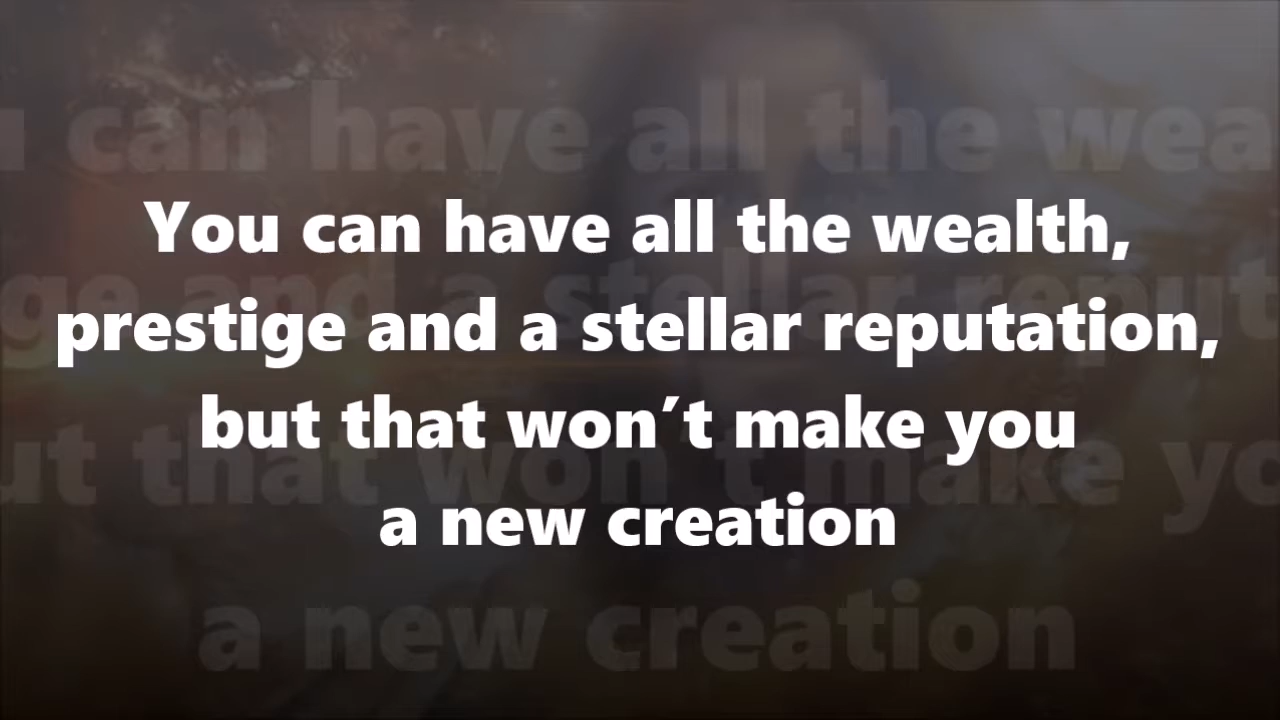 You can have all the wealth,
prestige and a stellar reputation,
but that won′t make you
a new creation